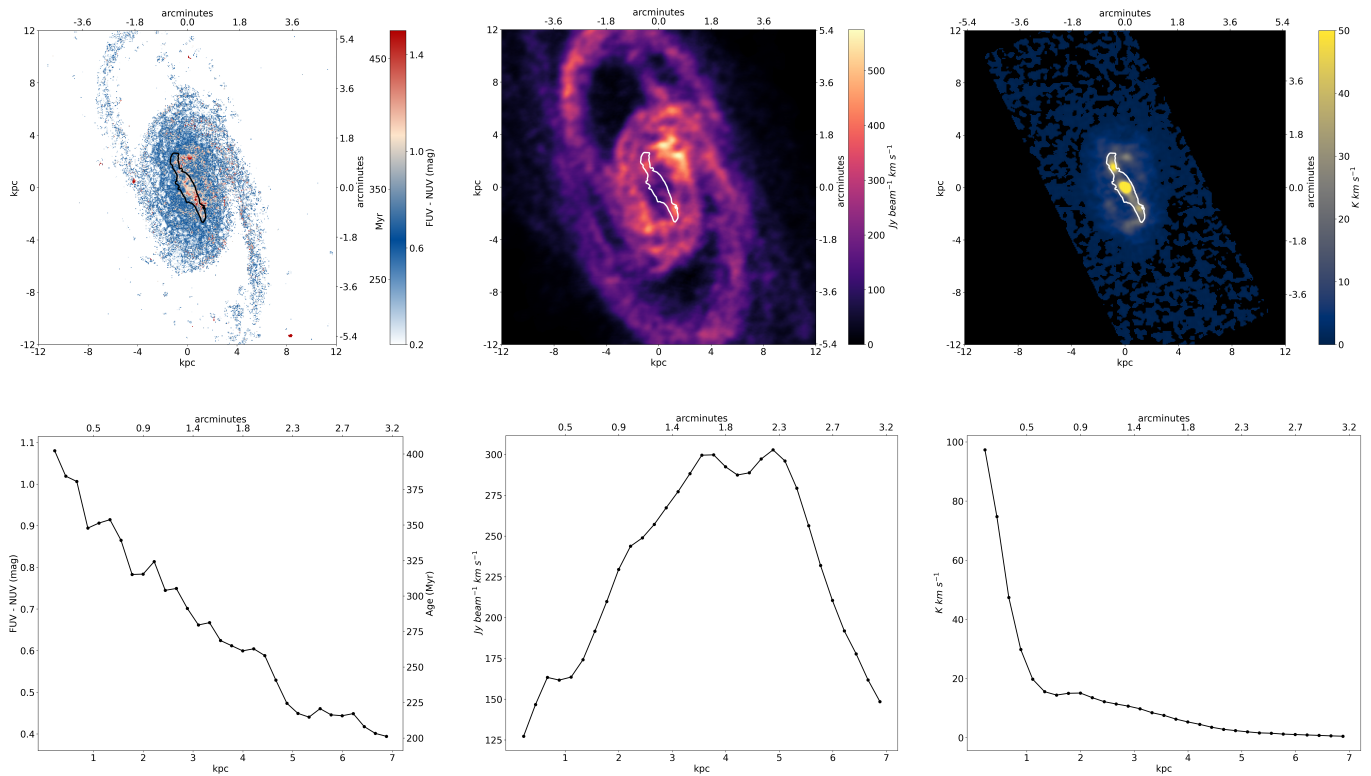 arcminutes
-3.6 -1.8 0.0 1.8 3.6
12 8 4 0 -4 -8 -12
kpc
-12 -8 -4 0 4 8 12
kpc
5.4 3.6 1.8 0.0 -1.8 -3.6 -5.4
arcminutes
450 350 250
Myr
1.4 1.0 0.6 0.2
FUV - NUV (mag)
arcminutes
-3.6 -1.8 0.0 1.8 3.6
12 8 4 0 -4 -8 -12
kpc
-12 -8 -4 0 4 8 12
kpc
5.4 3.6 1.8 0.0 -1.8 -3.6 -5.4
arcminutes
500 400 300 200 100 0
Jy beam⁻¹ km s⁻¹
arcminutes
-5.4 -3.6 -1.8 0.0 1.8 3.6 5.4
12 8 4 0 -4 -8 -12
kpc
-12 -8 -4 0 4 8 12
kpc
3.6 1.8 0.0 -1.8 -3.6
arcminutes
50 40 30 20 10 0
K km s⁻¹
arcminutes
0.5 0.9 1.4 1.8 2.3 2.7 3.2
1.1 1.0 0.9 0.8 0.7 0.6 0.5 0.4
FUV - NUV (mag)
1 2 3 4 5 6 7
kpc
400 375 350 325 300 275 250 225 200
Age (Myr)
arcminutes
0.5 0.9 1.4 1.8 2.3 2.7 3.2
300 275 250 225 200 175 150 125
Jy beam⁻¹ km s⁻¹
1 2 3 4 5 6 7
kpc
arcminutes
0.5 0.9 1.4 1.8 2.3 2.7 3.2
100 80 60 40 20 0
K km s⁻¹
1 2 3 4 5 6 7
kpc